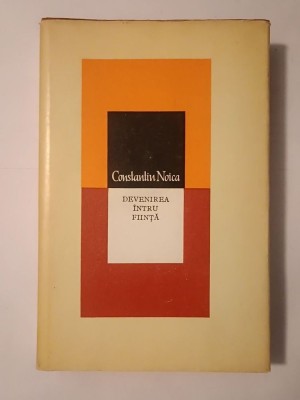 Constantin Noica
DEVENIREA
ÎNTRU
FIINȚĂ